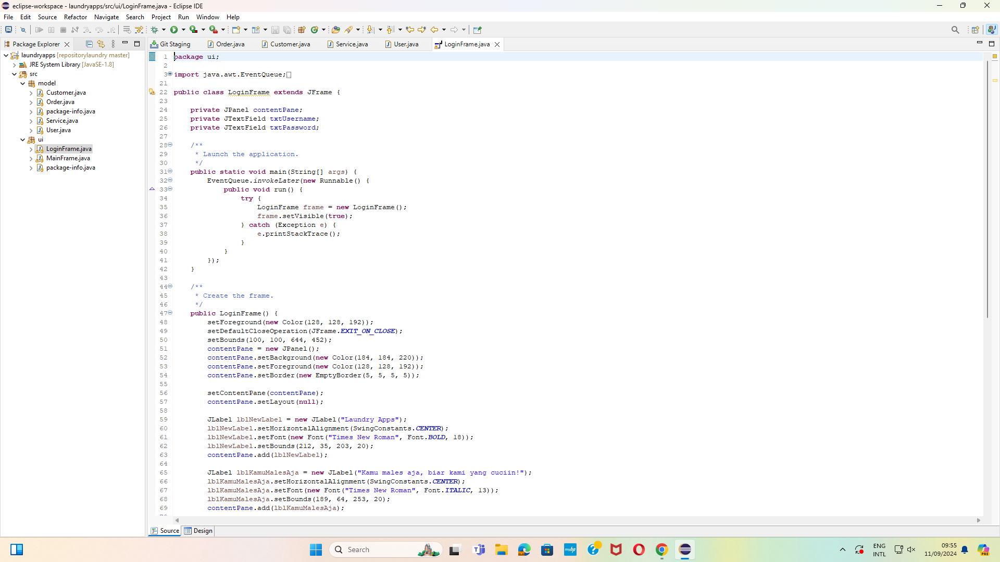 eclipse-workspace - laundryapps/src/ui/LoginFrame.java - Eclipse IDE
File Edit Source Refactor Navigate Search Project Run Window Help
Package Explorer
laundryapps [repositorylaundry master]
JRE System Library [JavaSE-1.8]
src
model
Customer.java
Order.java
package-info.java
Service.java
User.java
ui
LoginFrame.java
MainFrame.java
package-info.java
Git Staging Order.java Customer.java Service.java User.java LoginFrame.java
1 package ui;
2
3 import java.awt.EventQueue;
21
22 public class LoginFrame extends JFrame {
23
24 private JPanel contentPane;
25 private JTextField txtUsername;
26 private JTextField txtPassword;
27
28 /**
29 * Launch the application.
30 */
31 public static void main(String[] args) {
32 EventQueue.invokeLater(new Runnable() {
33 public void run() {
34 try {
35 LoginFrame frame = new LoginFrame();
36 frame.setVisible(true);
37 } catch (Exception e) {
38 e.printStackTrace();
39 }
40 }
41 });
42 }
43
44 /**
45 * Create the frame.
46 */
47 public LoginFrame() {
48 setForeground(new Color(128, 128, 192));
49 setDefaultCloseOperation(JFrame.EXIT_ON_CLOSE);
50 setBounds(100, 100, 644, 452);
51 contentPane = new JPanel();
52 contentPane.setBackground(new Color(184, 184, 220));
53 contentPane.setForeground(new Color(128, 128, 192));
54 contentPane.setBorder(new EmptyBorder(5, 5, 5, 5));
55
56 setContentPane(contentPane);
57 contentPane.setLayout(null);
58
59 JLabel lblNewLabel = new JLabel("Laundry Apps");
60 lblNewLabel.setHorizontalAlignment(SwingConstants.CENTER);
61 lblNewLabel.setFont(new Font("Times New Roman", Font.BOLD, 18));
62 lblNewLabel.setBounds(212, 35, 203, 20);
63 contentPane.add(lblNewLabel);
64
65 JLabel lblKamuMalesAja = new JLabel("Kamu males aja, biar kami yang cuciin!");
66 lblKamuMalesAja.setHorizontalAlignment(SwingConstants.CENTER);
67 lblKamuMalesAja.setFont(new Font("Times New Roman", Font.ITALIC, 13));
68 lblKamuMalesAja.setBounds(189, 64, 253, 20);
69 contentPane.add(lblKamuMalesAja);
Source Design
Search
myhp
ENG
INTL
09:55
11/09/2024
PRE